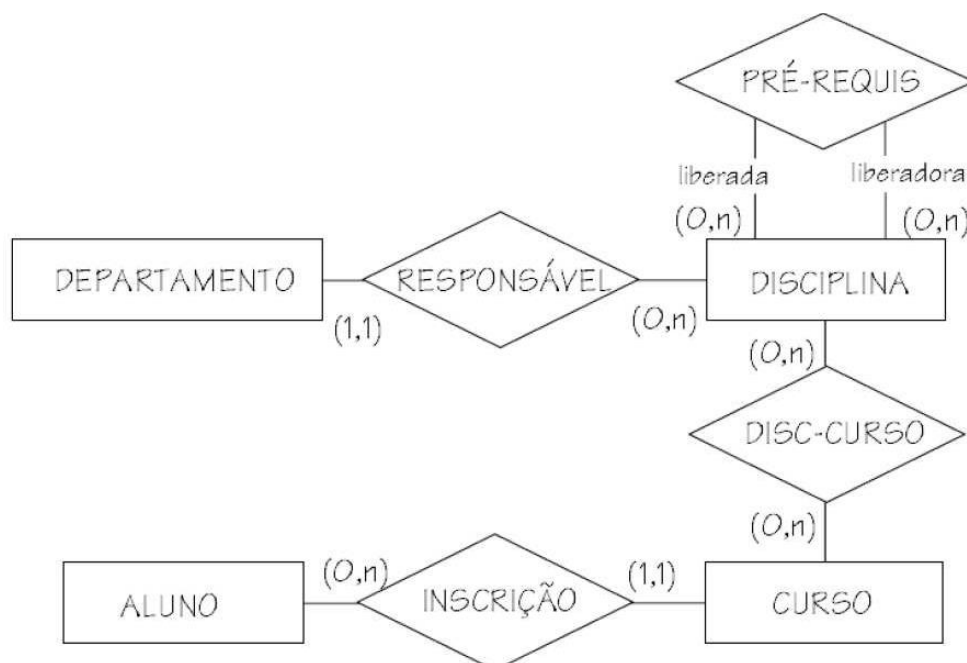 PRÉ-REQUIS
liberada
liberadora
(0,n)
(0,n)
DEPARTAMENTO
RESPONSÁVEL
DISCIPLINA
(1,1)
(0,n)
(0,n)
DISC-CURSO
(0,n)
(0,n)
(1,1)
ALUNO
INSCRIÇÃO
CURSO